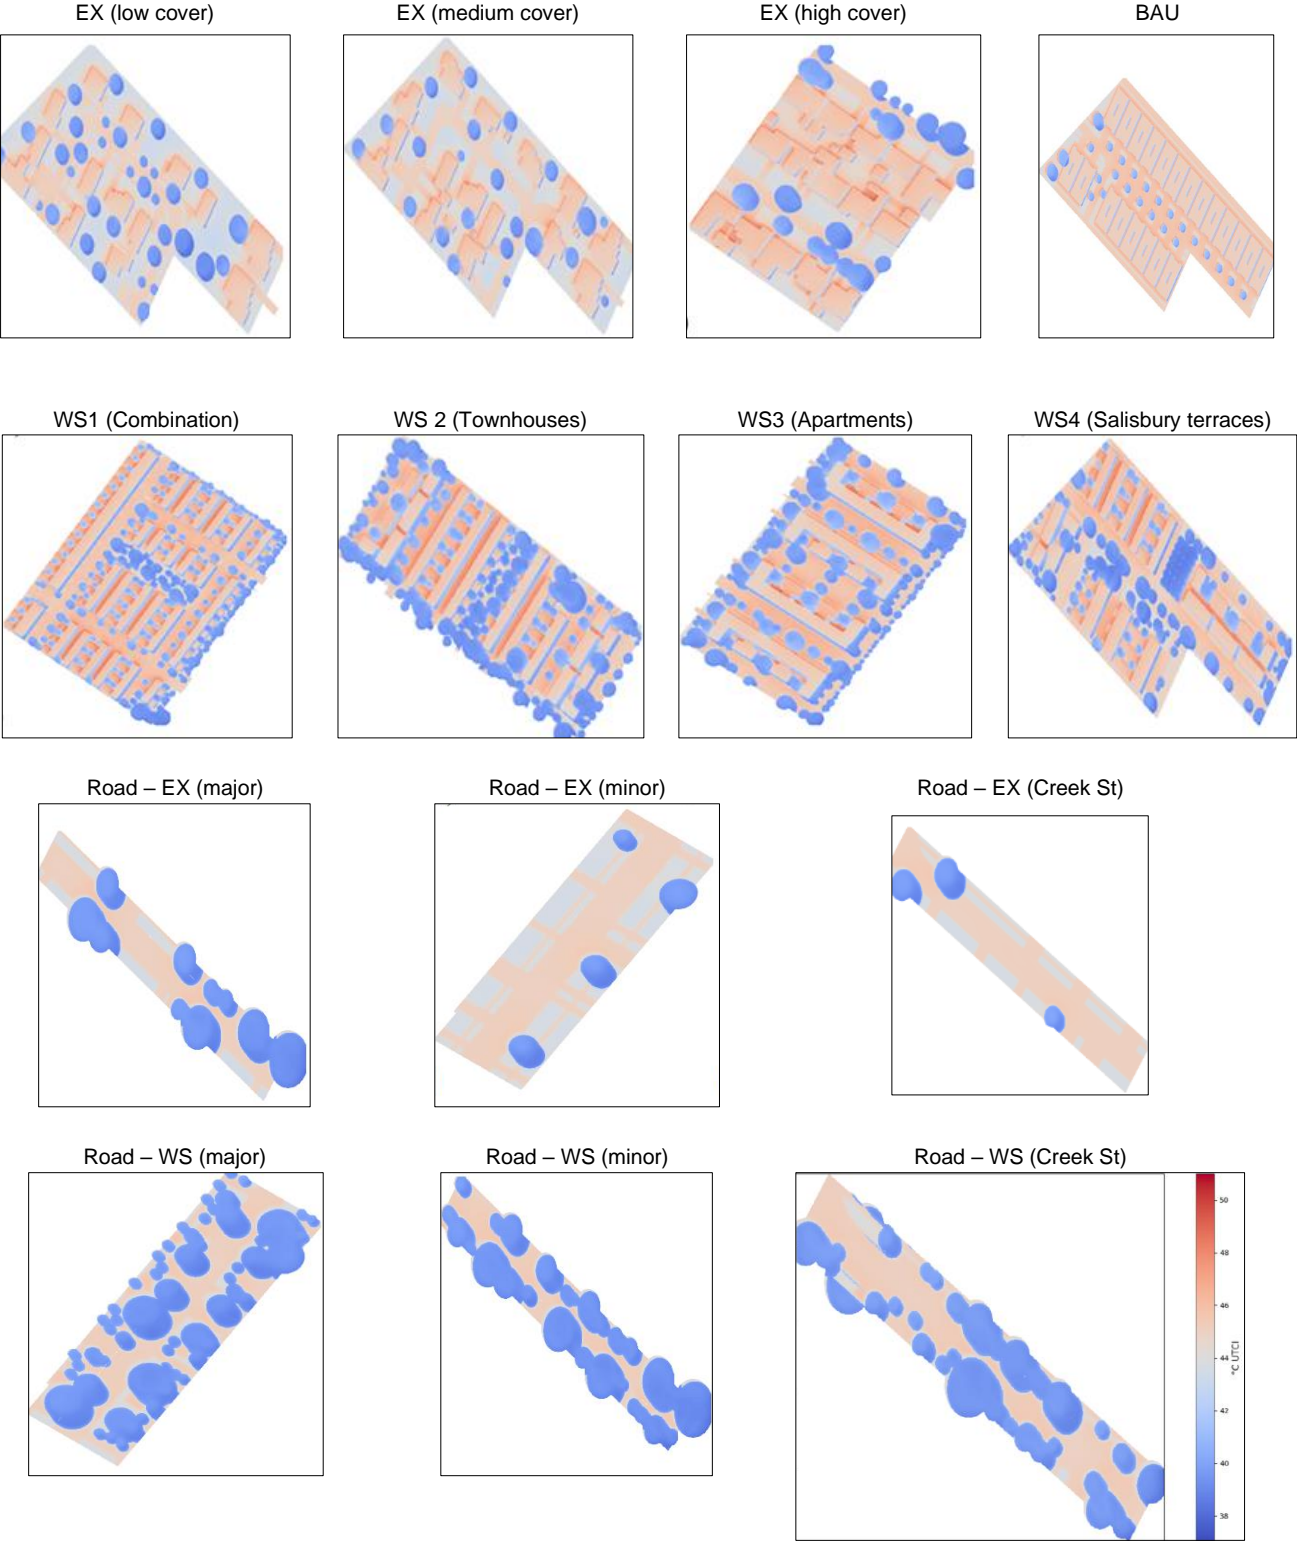 EX (low cover)
EX (medium cover)
EX (high cover)
BAU
WS1 (Combination)
WS 2 (Townhouses)
WS3 (Apartments)
WS4 (Salisbury terraces)
Road – EX (major)
Road – EX (minor)
Road – EX (Creek St)
Road – WS (major)
Road – WS (minor)
Road – WS (Creek St)
50
48
46
44
42
40
38
°C UTCI